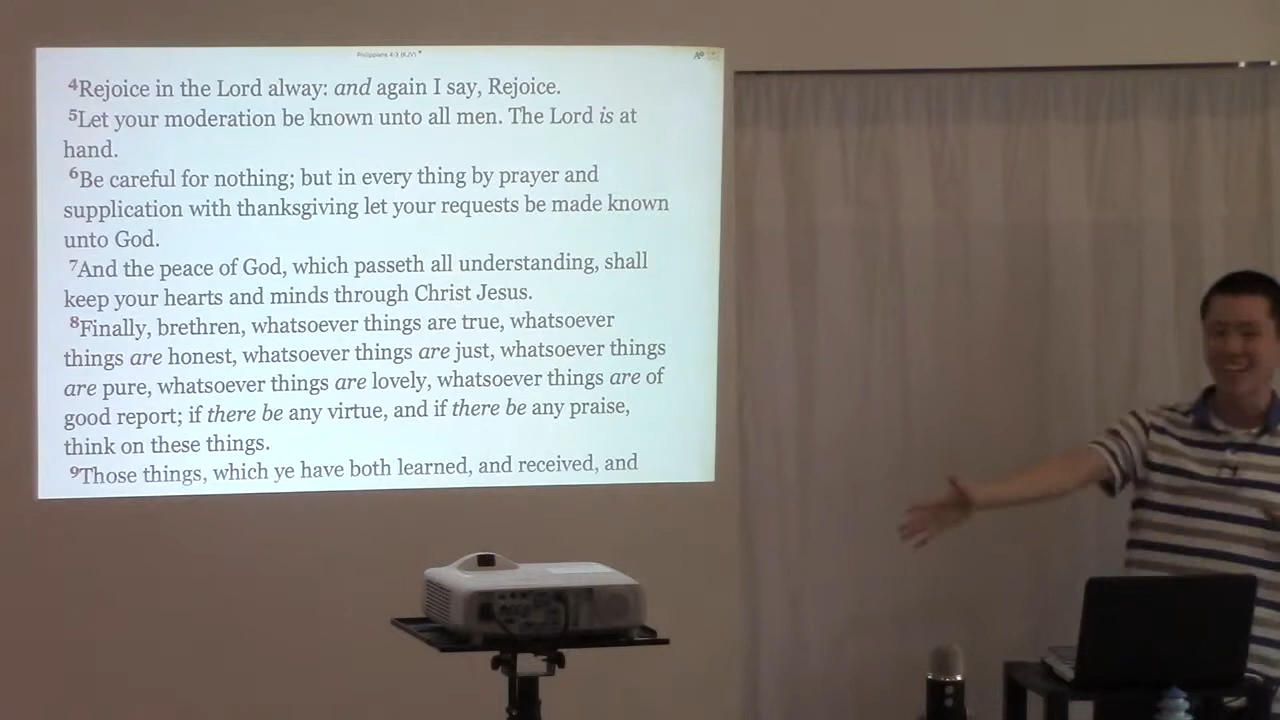 Philippians 4:3 (KJV)
4Rejoice in the Lord alway: and again I say, Rejoice.
5Let your moderation be known unto all men. The Lord is at
hand.
6Be careful for nothing; but in every thing by prayer and
supplication with thanksgiving let your requests be made known
unto God.
7And the peace of God, which passeth all understanding, shall
keep your hearts and minds through Christ Jesus.
8Finally, brethren, whatsoever things are true, whatsoever
things are honest, whatsoever things are just, whatsoever things
are pure, whatsoever things are lovely, whatsoever things are of
good report; if there be any virtue, and if there be any praise,
think on these things.
9Those things, which ye have both learned, and received, and